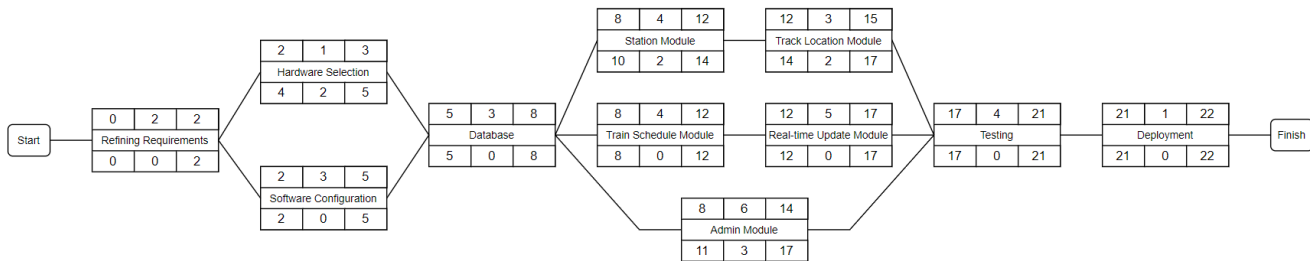 Start
0 2 2
Refining Requirements
0 0 2
2 1 3
Hardware Selection
4 2 5
2 3 5
Software Configuration
2 0 5
5 3 8
Database
5 0 8
8 4 12
Station Module
10 2 14
12 3 15
Track Location Module
14 2 17
8 4 12
Train Schedule Module
8 0 12
12 5 17
Real-time Update Module
12 0 17
8 6 14
Admin Module
11 3 17
17 4 21
Testing
17 0 21
21 1 22
Deployment
21 0 22
Finish